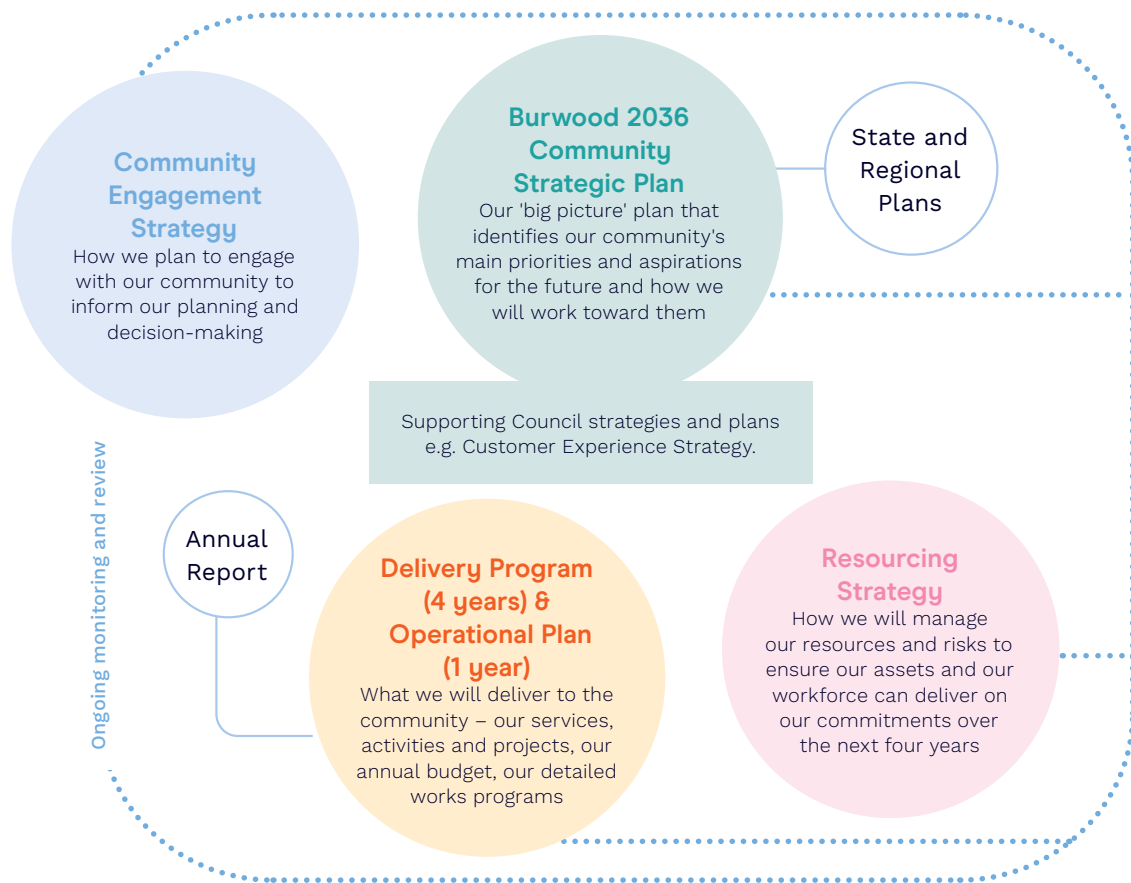 Community
Engagement
Strategy
How we plan to engage
with our community to
inform our planning and
decision-making
Burwood 2036
Community
Strategic Plan
Our 'big picture' plan that
identifies our community's
main priorities and aspirations
for the future and how we
will work toward them
State and
Regional
Plans
Supporting Council strategies and plans
e.g. Customer Experience Strategy.
Ongoing monitoring and review
Annual
Report
Delivery Program
(4 years) &
Operational Plan
(1 year)
What we will deliver to the
community – our services,
activities and projects, our
annual budget, our detailed
works programs
Resourcing
Strategy
How we will manage
our resources and risks to
ensure our assets and our
workforce can deliver on
our commitments over
the next four years